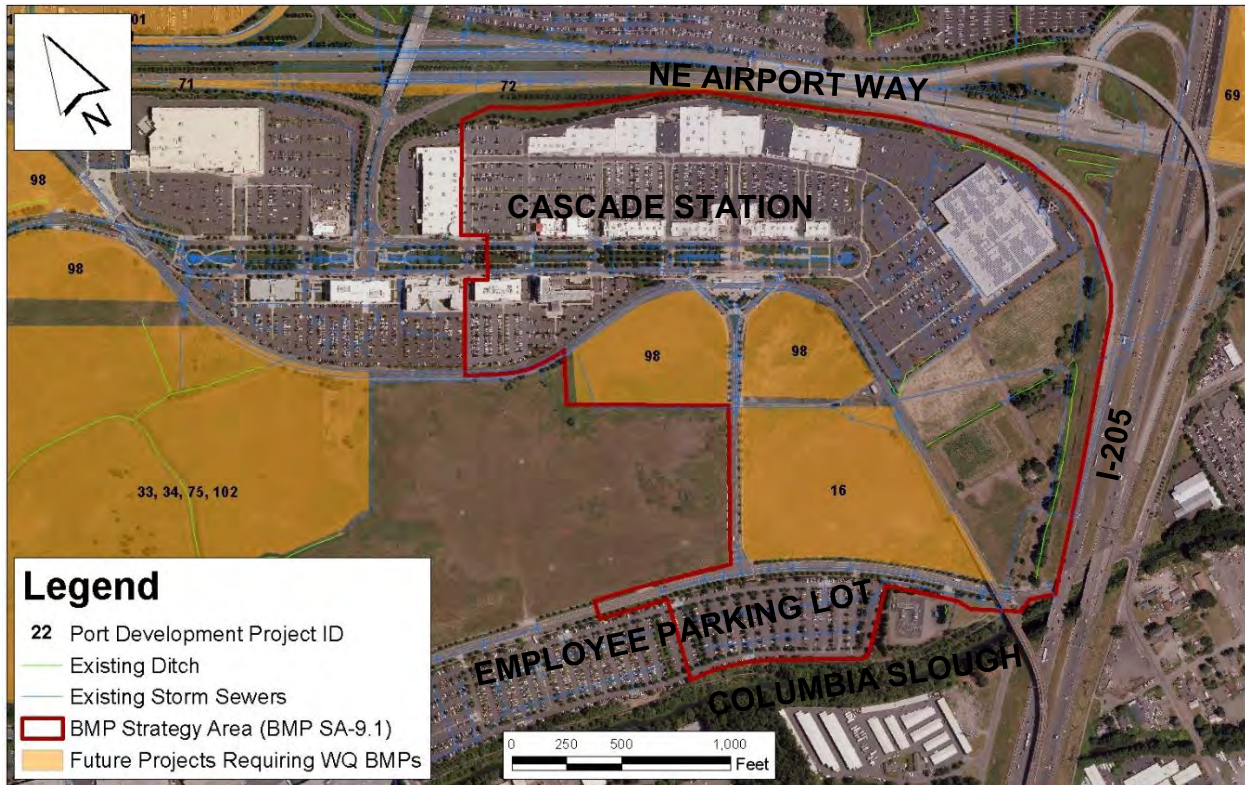 01
N
71
72
NE AIRPORT WAY
69
98
CASCADE STATION
98
98
98
I-205
33, 34, 75, 102
16
EMPLOYEE PARKING LOT
COLUMBIA SLOUGH
Legend
22 Port Development Project ID
Existing Ditch
Existing Storm Sewers
BMP Strategy Area (BMP SA-9.1)
Future Projects Requiring WQ BMPs
0 250 500 1,000
Feet